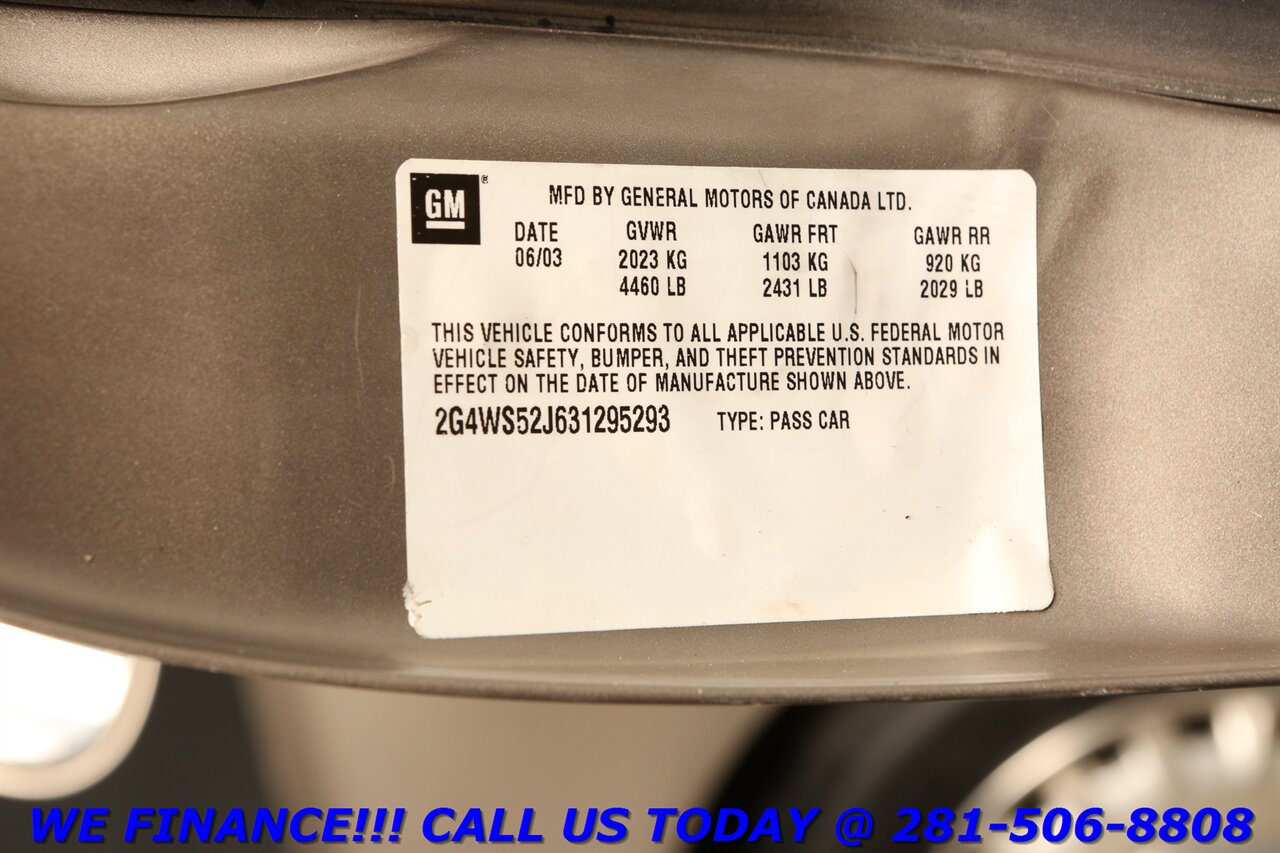 GM®
MFD BY GENERAL MOTORS OF CANADA LTD.
DATE GVWR GAWR FRT GAWR RR
06/03 2023 KG 1103 KG 920 KG
4460 LB 2431 LB 2029 LB
THIS VEHICLE CONFORMS TO ALL APPLICABLE U.S. FEDERAL MOTOR
VEHICLE SAFETY, BUMPER, AND THEFT PREVENTION STANDARDS IN
EFFECT ON THE DATE OF MANUFACTURE SHOWN ABOVE.
2G4WS52J631295293 TYPE: PASS CAR
WE FINANCE!!! CALL US TODAY @ 281-506-8808